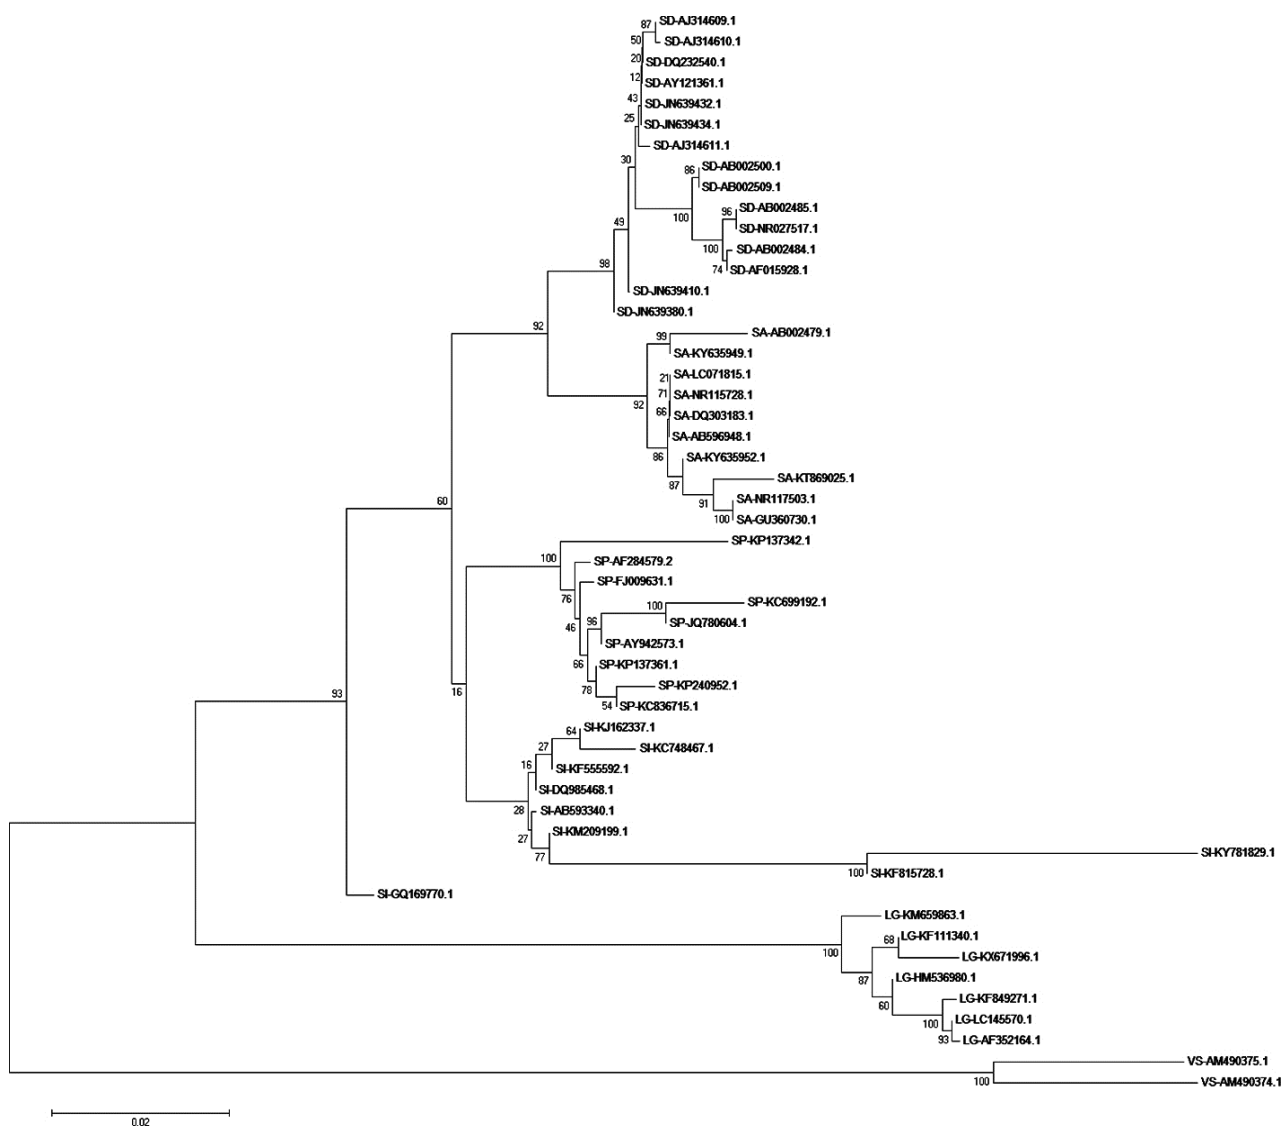 87 SD-AJ314609.1
50 SD-AJ314610.1
20 SD-DQ232540.1
12 SD-AY121361.1
43 SD-JN639432.1
25 SD-JN639434.1
SD-AJ314611.1
30
86 SD-AB002500.1
SD-AB002509.1
100
96 SD-AB002485.1
49 SD-NR027517.1
100 SD-AB002484.1
98 74 SD-AF015928.1
SD-JN639410.1
SD-JN639380.1
92 99 SA-AB002479.1
SA-KY635949.1
21 SA-LC071815.1
71 SA-NR115728.1
92 66 SA-DQ303183.1
SA-AB596948.1
86 SA-KY635952.1
87 SA-KT869025.1
60 91 SA-NR117503.1
100 SA-GU360730.1
SP-KP137342.1
100 SP-AF284579.2
76 SP-FJ009631.1
100 SP-KC699192.1
46 96 SP-JQ780604.1
SP-AY942573.1
66 SP-KP137361.1
93 16 78 SP-KP240952.1
54 SP-KC836715.1
64 SI-KJ162337.1
27 SI-KC748467.1
16 SI-KF555592.1
SI-DQ985468.1
28 SI-AB593340.1
27 SI-KM209199.1
77 SI-KY781829.1
100 SI-KF815728.1
SI-GQ169770.1
LG-KM659863.1
68 LG-KF111340.1
100 LG-KX671996.1
87 LG-HM536980.1
60 LG-KF849271.1
100 LG-LC145570.1
93 LG-AF352164.1
VS-AM490375.1
100 VS-AM490374.1
0.02